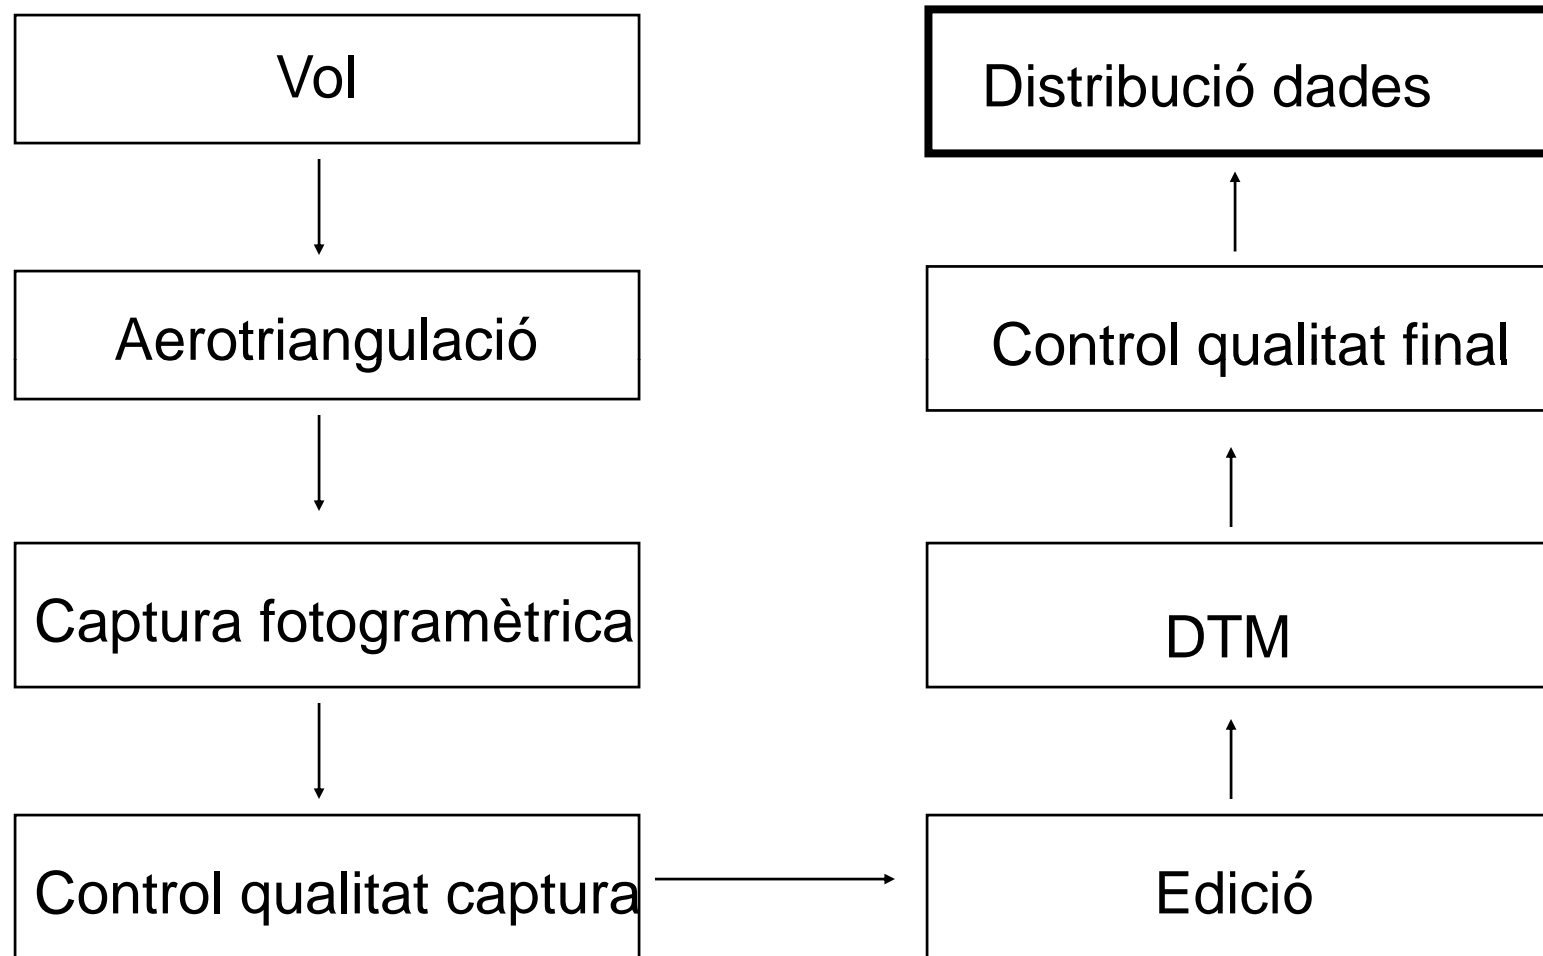 Vol
Aerotriangulació
Captura fotogramètrica
Control qualitat captura
Edició
DTM
Control qualitat final
Distribució dades